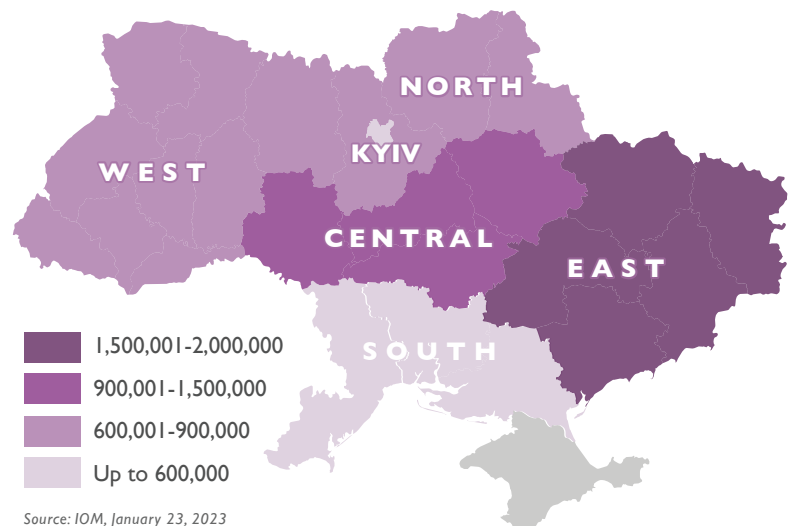 NORTH
KYIV
WEST
CENTRAL
EAST
SOUTH
1,500,001-2,000,000
900,001-1,500,000
600,001-900,000
Up to 600,000
Source: IOM, January 23, 2023